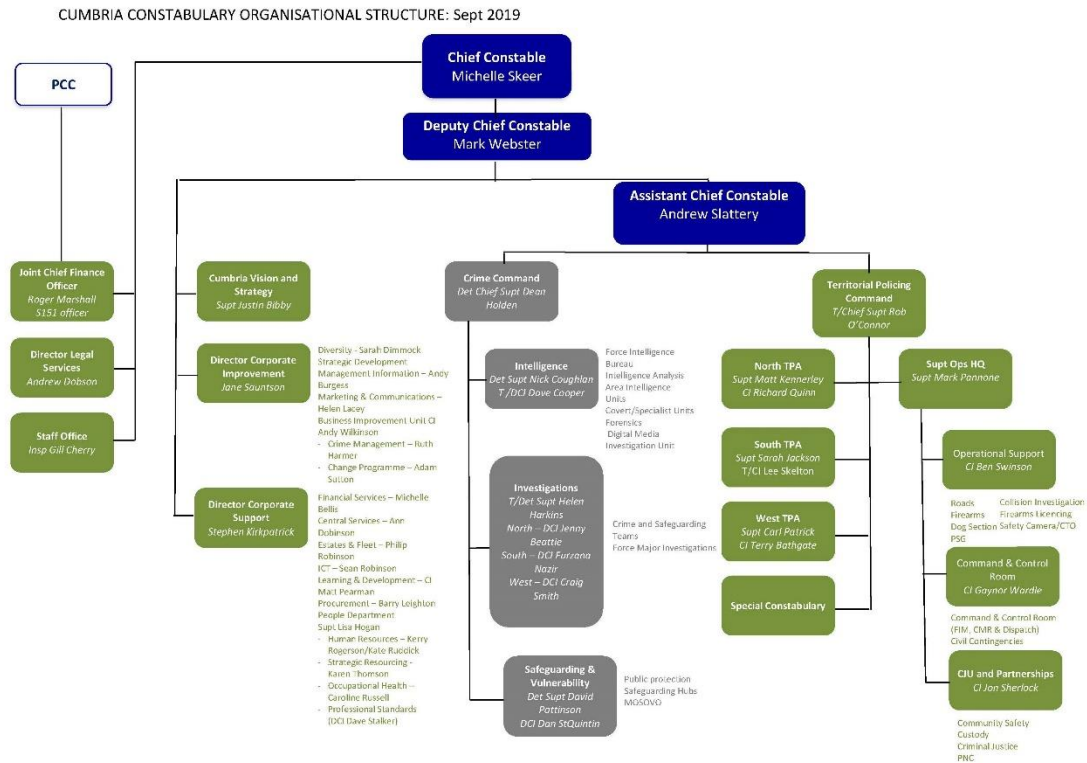 CUMBRIA CONSTABULARY ORGANISATIONAL STRUCTURE: Sept 2019
PCC
Chief Constable
Michelle Skeer
Deputy Chief Constable
Mark Webster
Assistant Chief Constable
Andrew Slattery
Joint Chief Finance
Officer
Roger Marshall
S151 officer
Director Legal
Services
Andrew Dobson
Staff Office
Insp Gill Cherry
Cumbria Vision and
Strategy
Supt Justin Bibby
Director Corporate
Improvement
Jane Sauntson
Diversity - Sarah Dimmock
Strategic Development
Management Information – Andy
Burgess
Marketing & Communications –
Helen Lacey
Business Improvement Unit CI
Andy Wilkinson
- Crime Management – Ruth
Harmer
- Change Programme – Adam
Sutton
Director Corporate
Support
Stephen Kirkpatrick
Financial Services – Michelle
Bellis
Central Services – Ann
Dobinson
Estates & Fleet – Philip
Robinson
ICT – Sean Robinson
Learning & Development – CI
Matt Pearman
Procurement – Barry Leighton
People Department
Supt Lisa Hogan
- Human Resources – Kerry
Rogerson/Kate Ruddick
- Strategic Resourcing -
Karen Thomson
- Occupational Health –
Caroline Russell
- Professional Standards
(DCI Dave Stalker)
Crime Command
Det Chief Supt Dean
Holden
Intelligence
Det Supt Nick Coughlan
T /DCI Dave Cooper
Force Intelligence
Bureau
Intelligence Analysis
Area Intelligence
Units
Covert/Specialist Units
Forensics
Digital Media
Investigation Unit
Investigations
T/Det Supt Helen
Harkins
North – DCI Jenny
Beattie
South – DCI Furrana
Nazir
West – DCI Craig
Smith
Crime and Safeguarding
Teams
Force Major Investigations
Safeguarding &
Vulnerability
Det Supt David
Pattinson
DCI Dan StQuintin
Public protection
Safeguarding Hubs
MOSOVO
Territorial Policing
Command
T/Chief Supt Rob
O'Connor
North TPA
Supt Matt Kennerley
CI Richard Quinn
South TPA
Supt Sarah Jackson
T/CI Lee Skelton
West TPA
Supt Carl Patrick
CI Terry Bathgate
Special Constabulary
Supt Ops HQ
Supt Mark Pannone
Operational Support
CI Ben Swinson
Roads
Firearms
Dog Section
PSG
Collision Investigation
Firearms Licencing
Safety Camera/CTO
Command & Control
Room
CI Gaynor Wardle
Command & Control Room
(FIM, CMR & Dispatch)
Civil Contingencies
CJU and Partnerships
CI Jan Sherlock
Community Safety
Custody
Criminal Justice
PNC